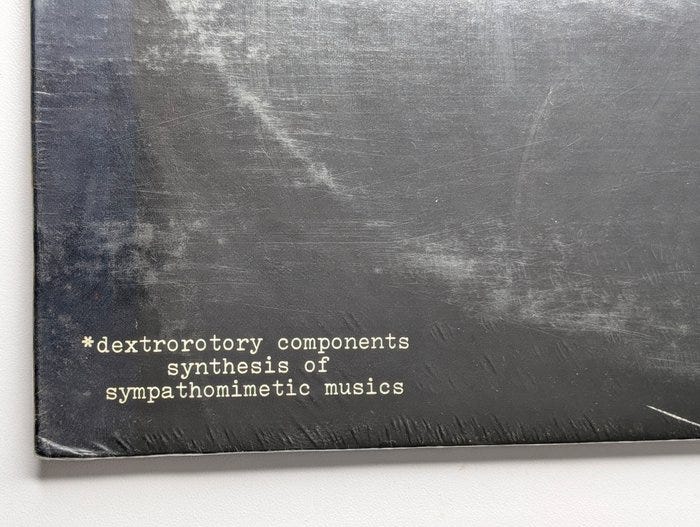 *dextrorotory components
synthesis of
sympathomimetic musics